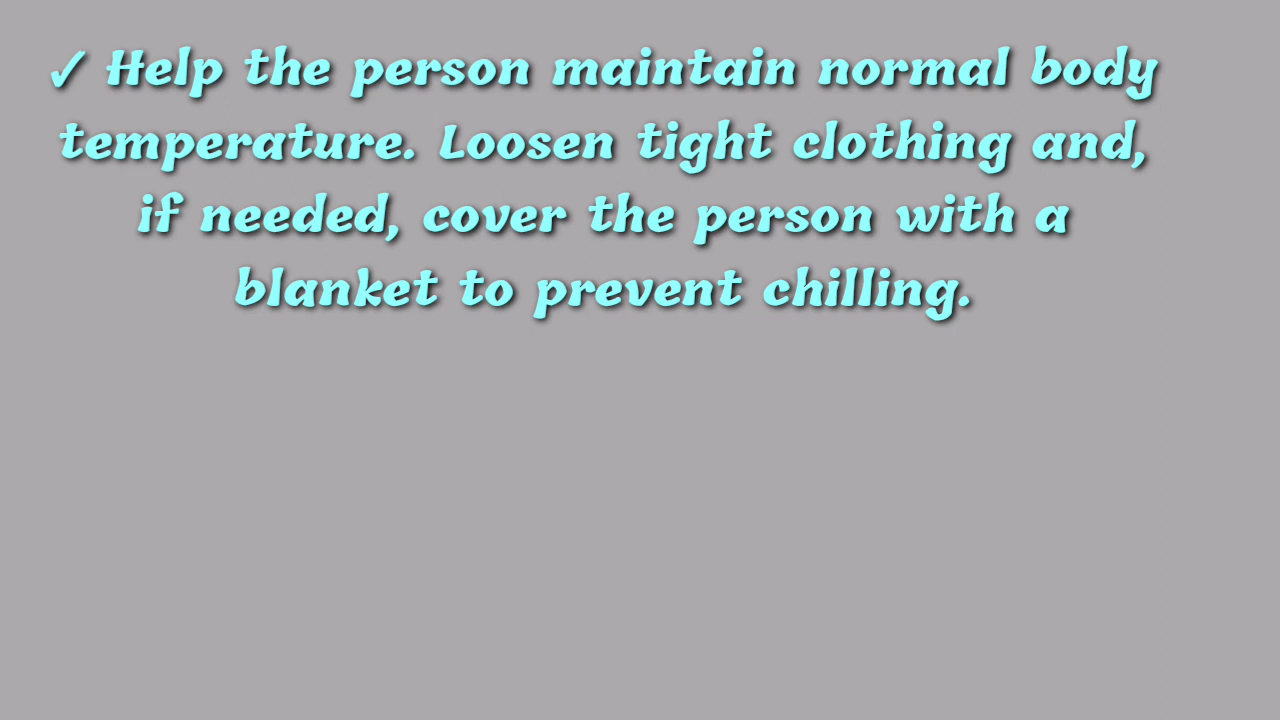 ✓ Help the person maintain normal body
temperature. Loosen tight clothing and,
if needed, cover the person with a
blanket to prevent chilling.